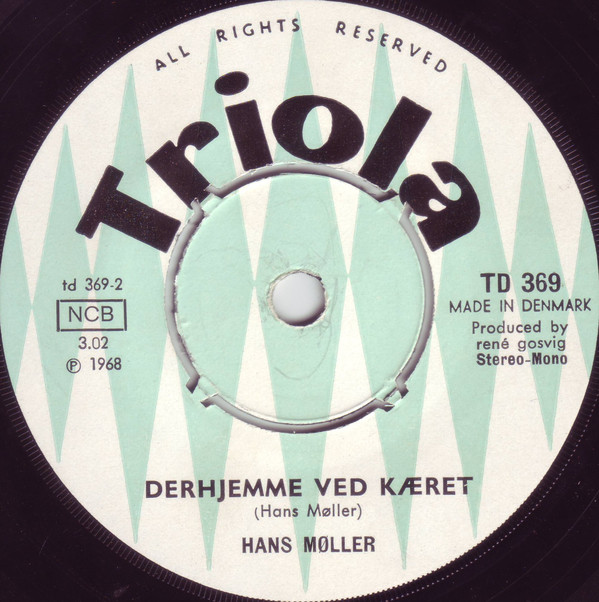 ALL RIGHTS RESERVED
Triola
td 369-2
NCB
3.02
℗ 1968
TD 369
MADE IN DENMARK
Produced by
rené gosvig
Stereo-Mono
DERHJEMME VED KÆRET
(Hans Møller)
HANS MØLLER